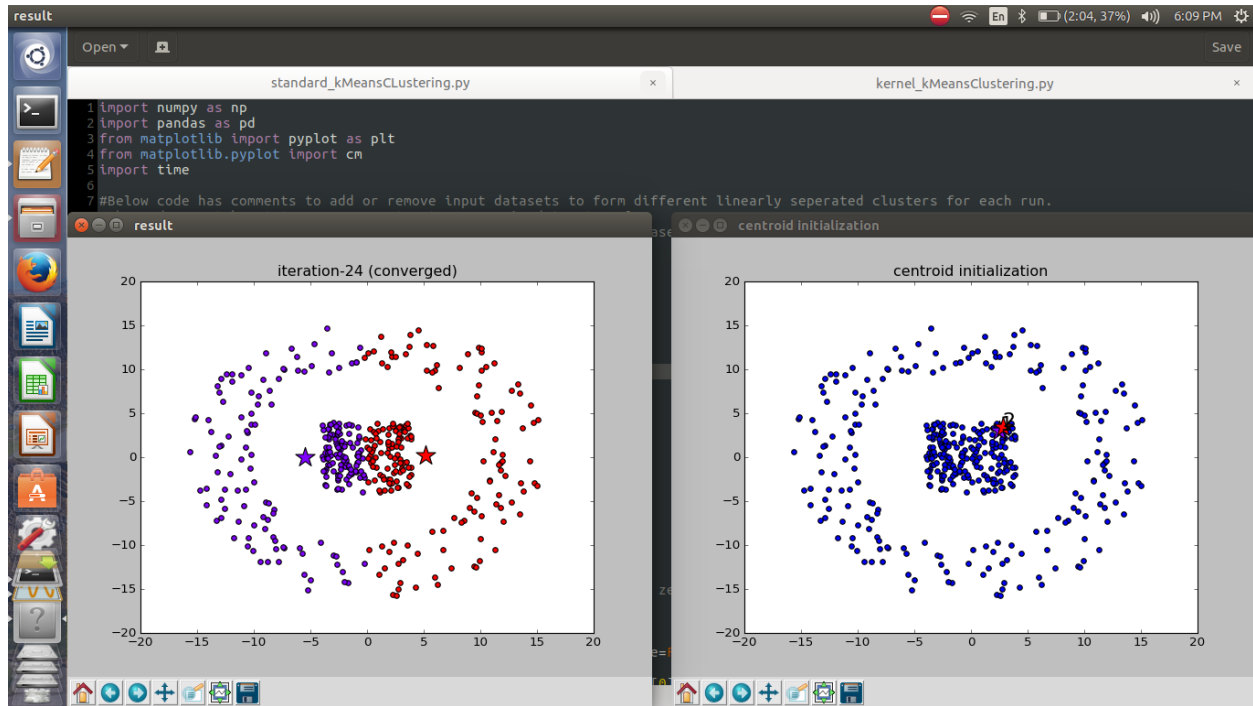 result
En (2:04, 37%) 6:09 PM
Open Save
standard_kMeansCLustering.py × kernel_kMeansClustering.py ×
1 import numpy as np
2 import pandas as pd
3 from matplotlib import pyplot as plt
4 from matplotlib.pyplot import cm
5 import time
6
7 #Below code has comments to add or remove input datasets to form different linearly seperated clusters for each run.
result
ase
centroid initialization
iteration-24 (converged)
20
15
10
5
0
−5
−10
−15
−20
−20 −15 −10 −5 0 5 10 15 20
centroid initialization
20
15
10
5
0
−5
−10
−15
−20
−20 −15 −10 −5 0 5 10 15 20
ze
e=
[0]